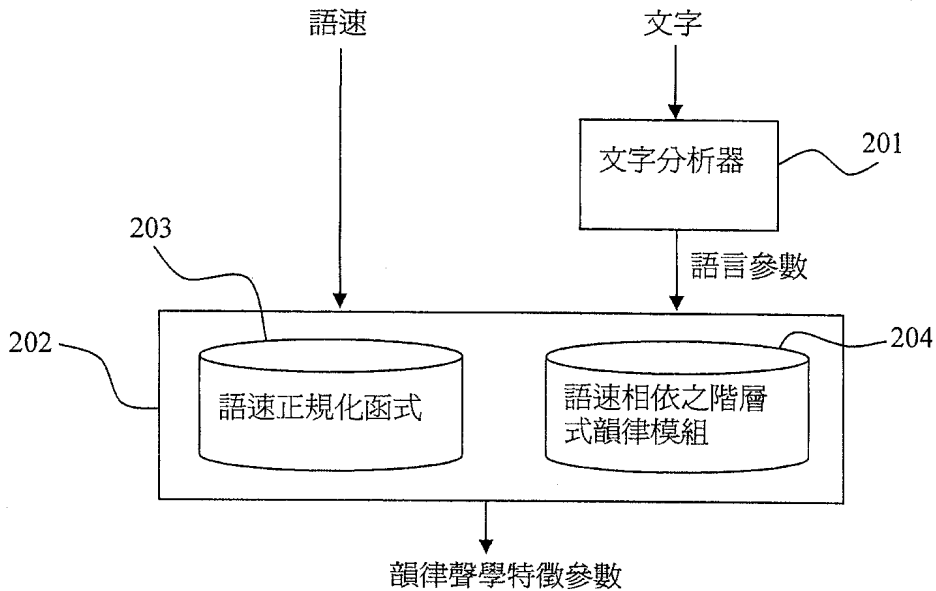 語速
文字
文字分析器
201
語言參數
203
202
204
語速正規化函式
語速相依之階層
式韻律模組
韻律聲學特徵參數